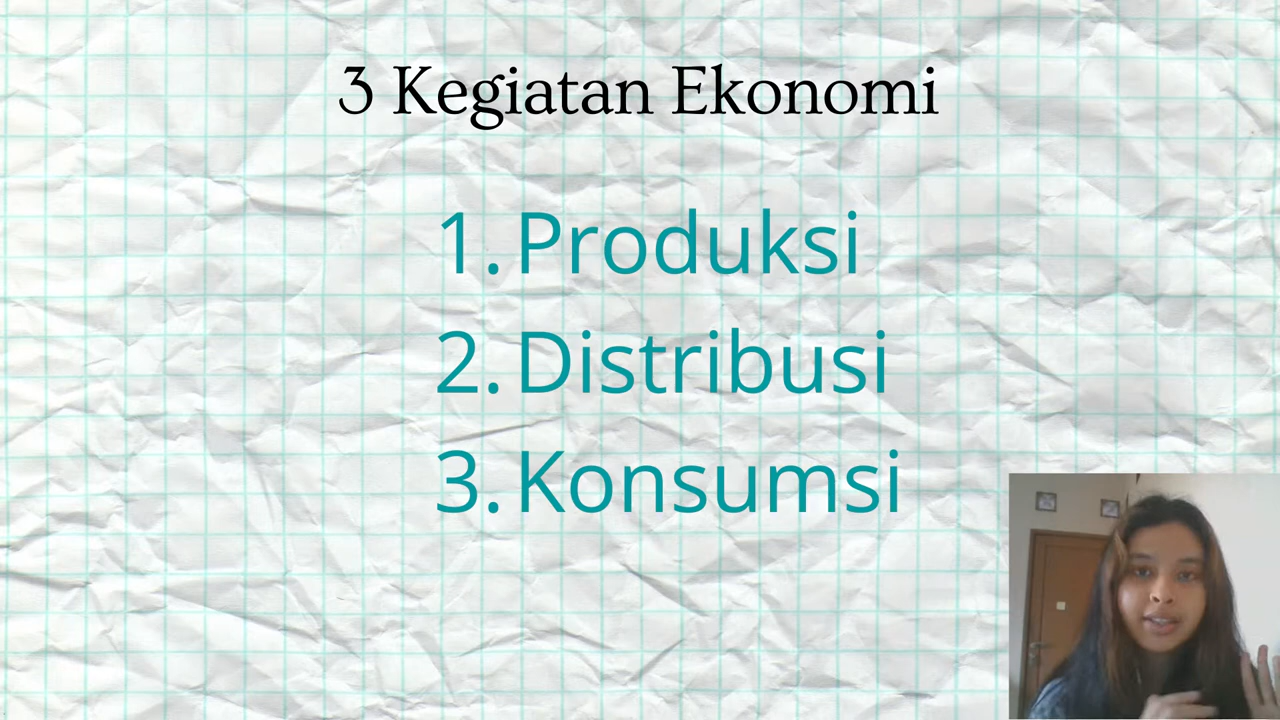 3 Kegiatan Ekonomi
1. Produksi
2. Distribusi
3. Konsumsi